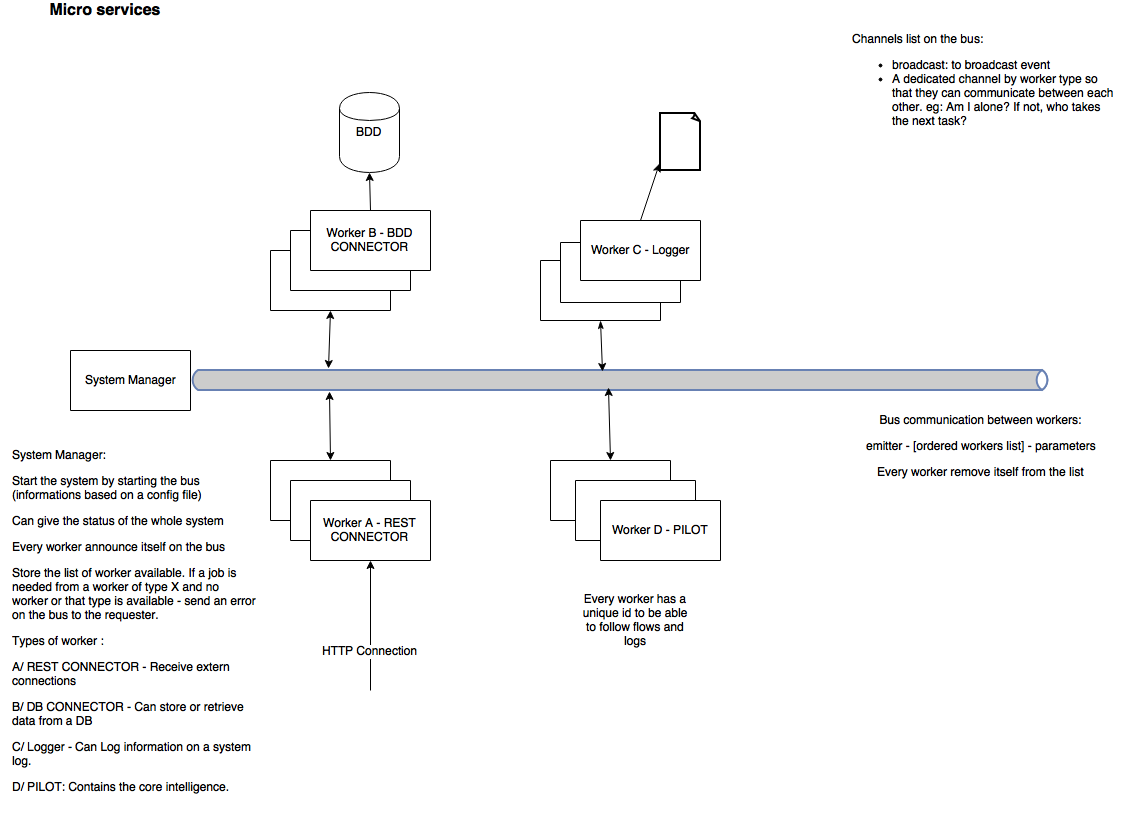 Micro services
Channels list on the bus:
• broadcast: to broadcast event
• A dedicated channel by worker type so
that they can communicate between each
other. eg: Am I alone? If not, who takes
the next task?
BDD
Worker B - BDD
CONNECTOR
Worker C - Logger
System Manager
Bus communication between workers:
emitter - [ordered workers list] - parameters
Every worker remove itself from the list
System Manager:
Start the system by starting the bus
(informations based on a config file)
Can give the status of the whole system
Every worker announce itself on the bus
Store the list of worker available. If a job is
needed from a worker of type X and no
worker or that type is available - send an error
on the bus to the requester.
Types of worker :
A/ REST CONNECTOR - Receive extern
connections
B/ DB CONNECTOR - Can store or retrieve
data from a DB
C/ Logger - Can Log information on a system
log.
D/ PILOT: Contains the core intelligence.
Worker A - REST
CONNECTOR
HTTP Connection
Worker D - PILOT
Every worker has a
unique id to be able
to follow flows and
logs